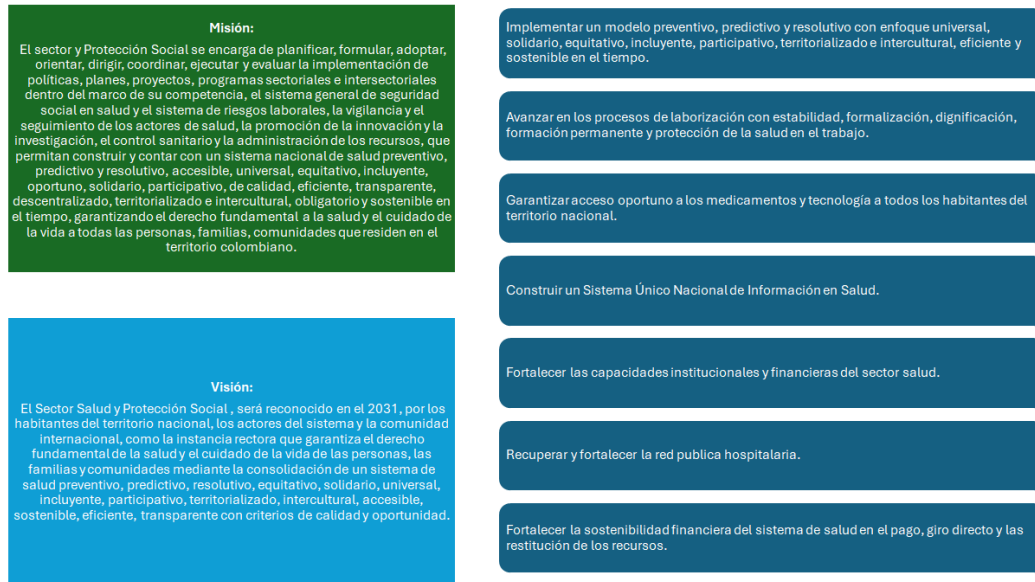 Misión:
El sector y Protección Social se encarga de planificar, formular, adoptar,
orientar, dirigir, coordinar, ejecutar y evaluar la implementación de
políticas, planes, proyectos, programas sectoriales e intersectoriales
dentro del marco de su competencia, el sistema general de seguridad
social en salud y el sistema de riesgos laborales, la vigilancia y el
seguimiento de los actores de salud, la promoción de la innovación y la
investigación, el control sanitario y la administración de los recursos, que
permitan construir y contar con un sistema nacional de salud preventivo,
predictivo y resolutivo, accesible, universal, equitativo, incluyente,
oportuno, solidario, participativo, de calidad, eficiente, transparente,
descentralizado, territorializado e intercultural, obligatorio y sostenible en
el tiempo, garantizando el derecho fundamental a la salud y el cuidado de
la vida a todas las personas, familias, comunidades que residen en el
territorio colombiano.
Visión:
El Sector Salud y Protección Social , será reconocido en el 2031, por los
habitantes del territorio nacional, los actores del sistema y la comunidad
internacional, como la instancia rectora que garantiza el derecho
fundamental de la salud y el cuidado de la vida de las personas, las
familias y comunidades mediante la consolidación de un sistema de
salud preventivo, predictivo, resolutivo, equitativo, solidario, universal,
incluyente, participativo, territorializado, intercultural, accesible,
sostenible, eficiente, transparente con criterios de calidad y oportunidad.
Implementar un modelo preventivo, predictivo y resolutivo con enfoque universal,
solidario, equitativo, incluyente, participativo, territorializado e intercultural, eficiente y
sostenible en el tiempo.
Avanzar en los procesos de laborización con estabilidad, formalización, dignificación,
formación permanente y protección de la salud en el trabajo.
Garantizar acceso oportuno a los medicamentos y tecnología a todos los habitantes del
territorio nacional.
Construir un Sistema Único Nacional de Información en Salud.
Fortalecer las capacidades institucionales y financieras del sector salud.
Recuperar y fortalecer la red publica hospitalaria.
Fortalecer la sostenibilidad financiera del sistema de salud en el pago, giro directo y las
restitución de los recursos.